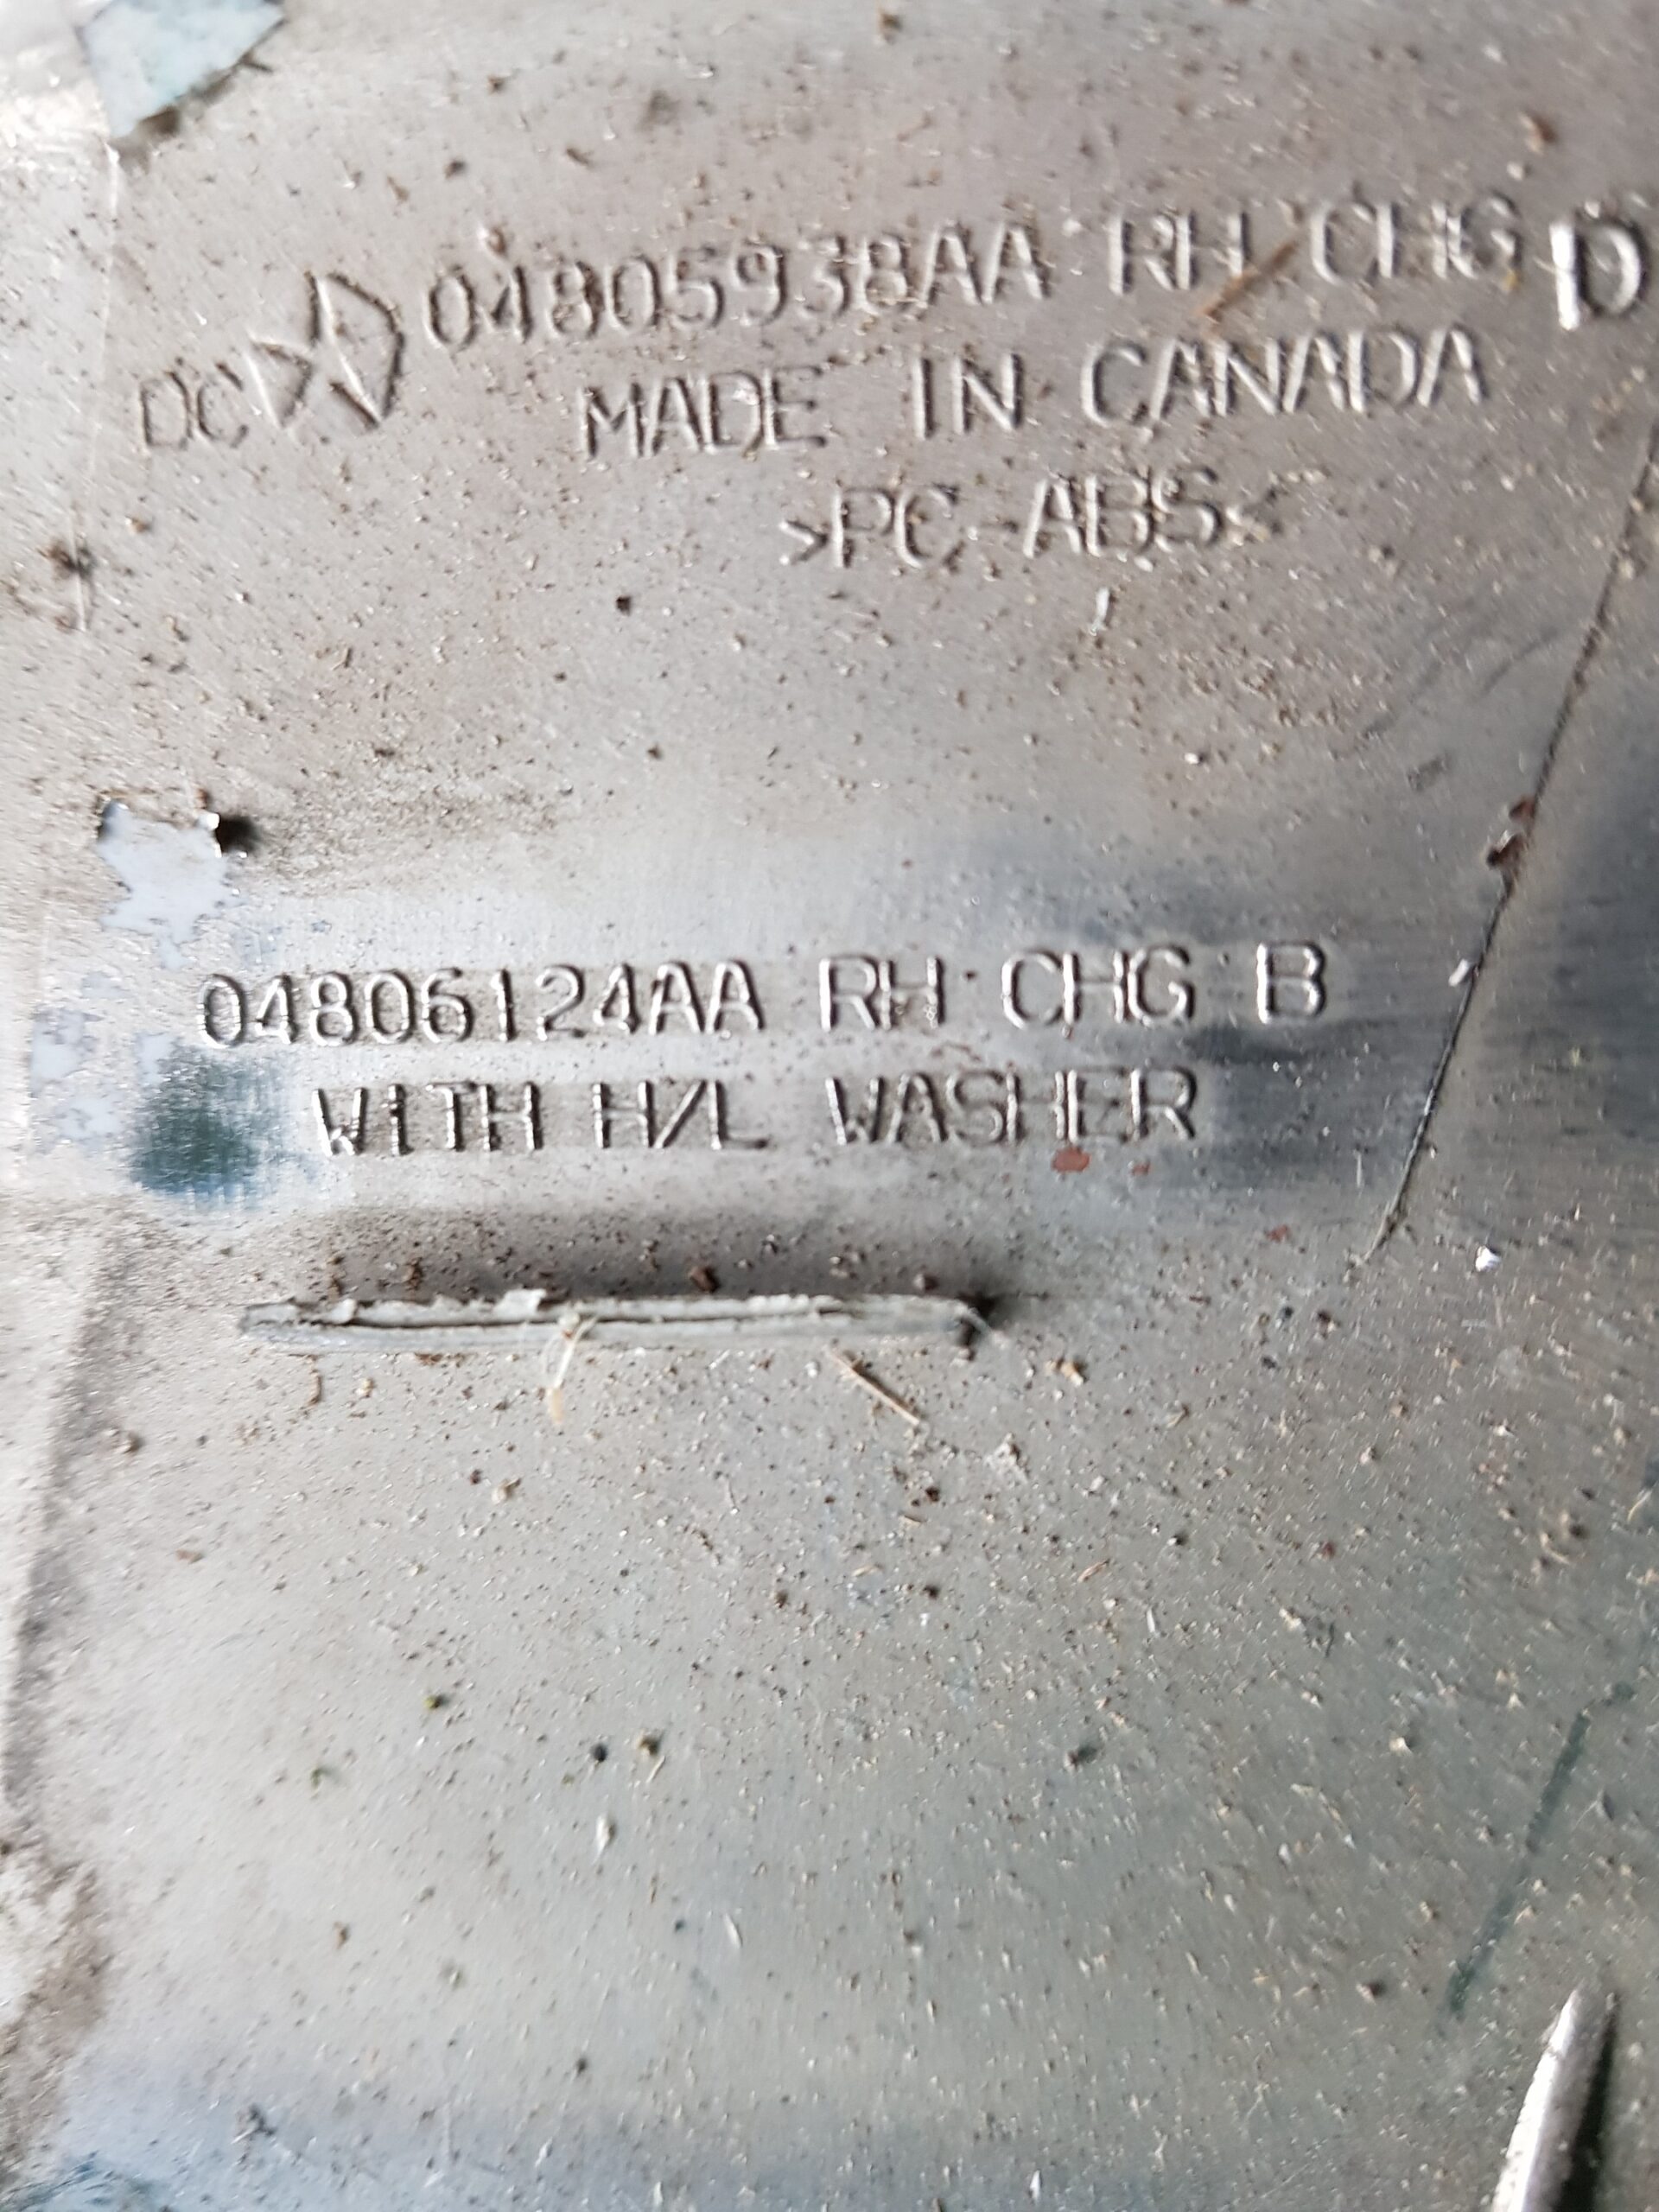 DC 04805938AA RH CHG D
MADE IN CANADA
>PC-ABS<
04806124AA RH CHG B
WITH H/L WASHER